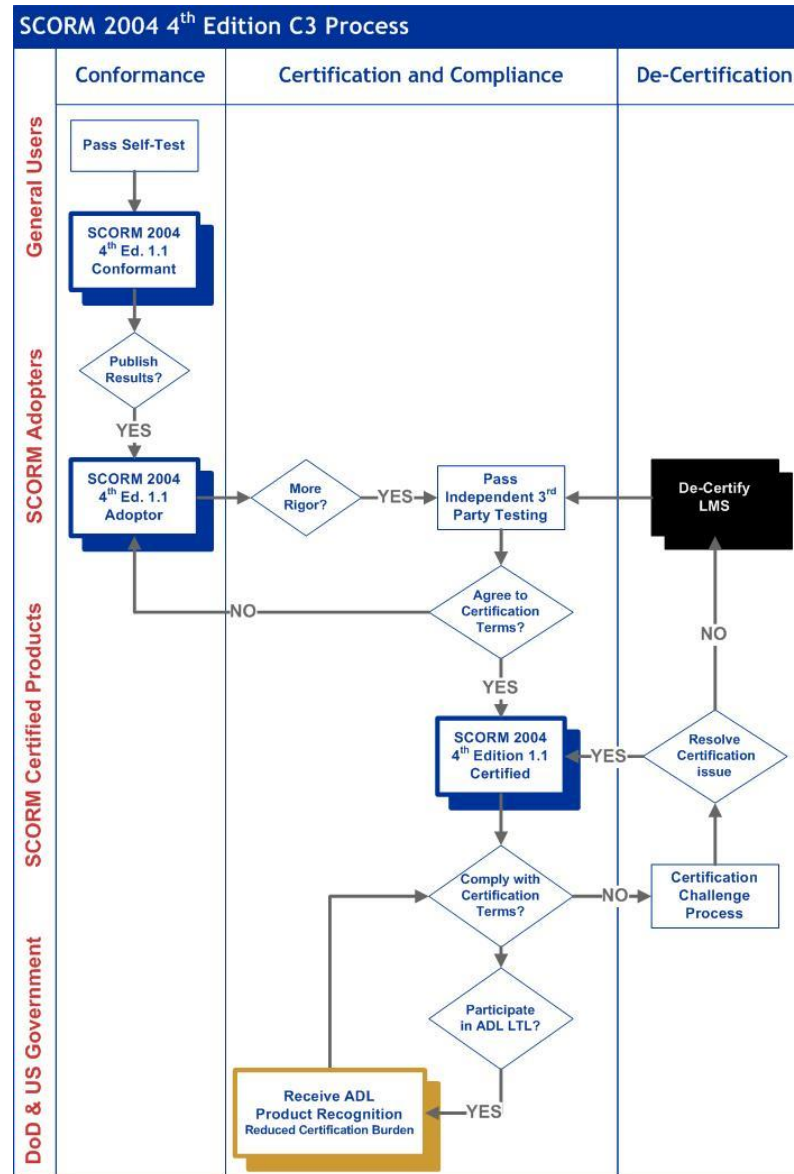 SCORM 2004 4th Edition C3 Process
Conformance
Certification and Compliance
De-Certification
General Users
SCORM Adopters
SCORM Certified Products
DoD & US Government
Pass Self-Test
SCORM 2004
4th Ed. 1.1
Conformant
Publish
Results?
YES
SCORM 2004
4th Ed. 1.1
Adoptor
More
Rigor?
YES
Pass
Independent 3rd
Party Testing
De-Certify
LMS
Agree to
Certification
Terms?
NO
NO
YES
SCORM 2004
4th Edition 1.1
Certified
YES
Resolve
Certification
issue
Comply with
Certification
Terms?
NO
Certification
Challenge
Process
Participate
in ADL LTL?
YES
Receive ADL
Product Recognition
Reduced Certification Burden